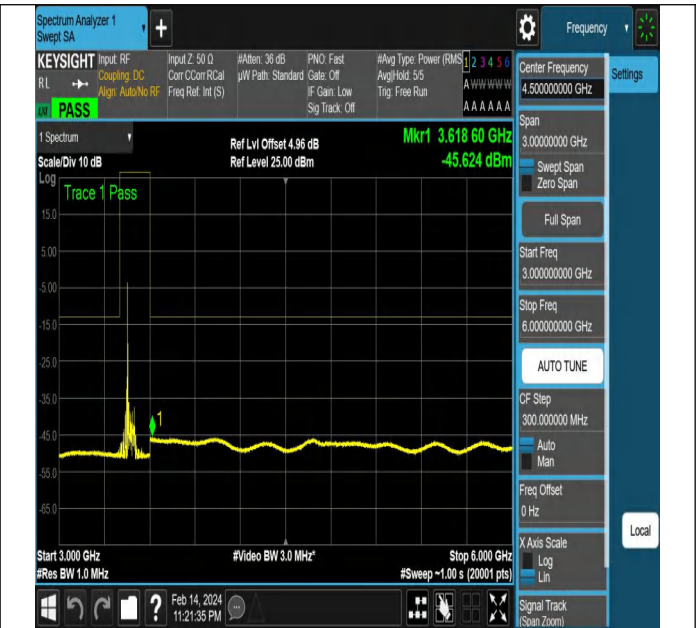 Spectrum Analyzer 1
Swept SA
+
Frequency
KEYSIGHT
RL
PASS
Input: RF
Coupling: DC
Align: Auto/No RF
Input Z: 50 Ω
Corr CCorr RCal
Freq Ref: Int (S)
#Atten: 36 dB
µW Path: Standard
PNO: Fast
Gate: Off
IF Gain: Low
Sig Track: Off
#Avg Type: Power (RMS
Avg|Hold: 5/5
Trig: Free Run
1 2 3 4 5 6
A W W W W W
A A A A A A
1 Spectrum
Scale/Div 10 dB
Ref Lvl Offset 4.96 dB
Ref Level 25.00 dBm
Mkr1 3.618 60 GHz
-45.624 dBm
Log
Trace 1 Pass
15.0
5.00
-5.00
-15.0
-25.0
-35.0
-45.0
-55.0
-65.0
1
Start 3.000 GHz
#Res BW 1.0 MHz
#Video BW 3.0 MHz*
Stop 6.000 GHz
#Sweep ~1.00 s (20001 pts)
Feb 14, 2024
11:21:35 PM
Center Frequency
4.500000000 GHz
Span
3.00000000 GHz
Swept Span
Zero Span
Full Span
Start Freq
3.000000000 GHz
Stop Freq
6.000000000 GHz
AUTO TUNE
CF Step
300.000000 MHz
Auto
Man
Freq Offset
0 Hz
X Axis Scale
Log
Lin
Signal Track
(Span Zoom)
Settings
Local